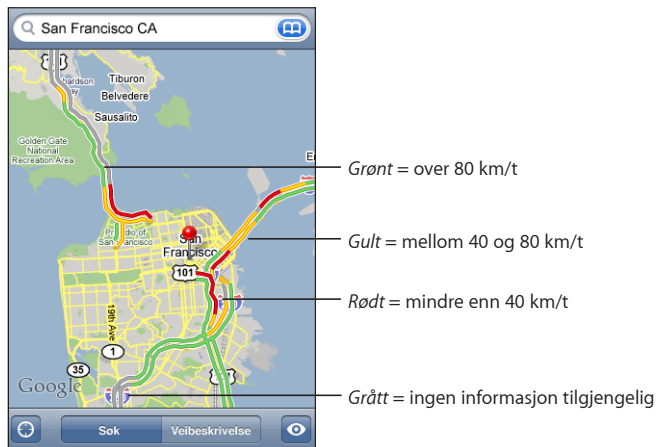 San Francisco CA
Tiburon
Belvedere
Sausalito
Golden Gate
National
Recreation Area
Grønt = over 80 km/t
Gult = mellom 40 og 80 km/t
San
Francisco
101
Rødt = mindre enn 40 km/t
19th Ave
1
35
Google
Grått = ingen informasjon tilgjengelig
Søk
Veibeskrivelse